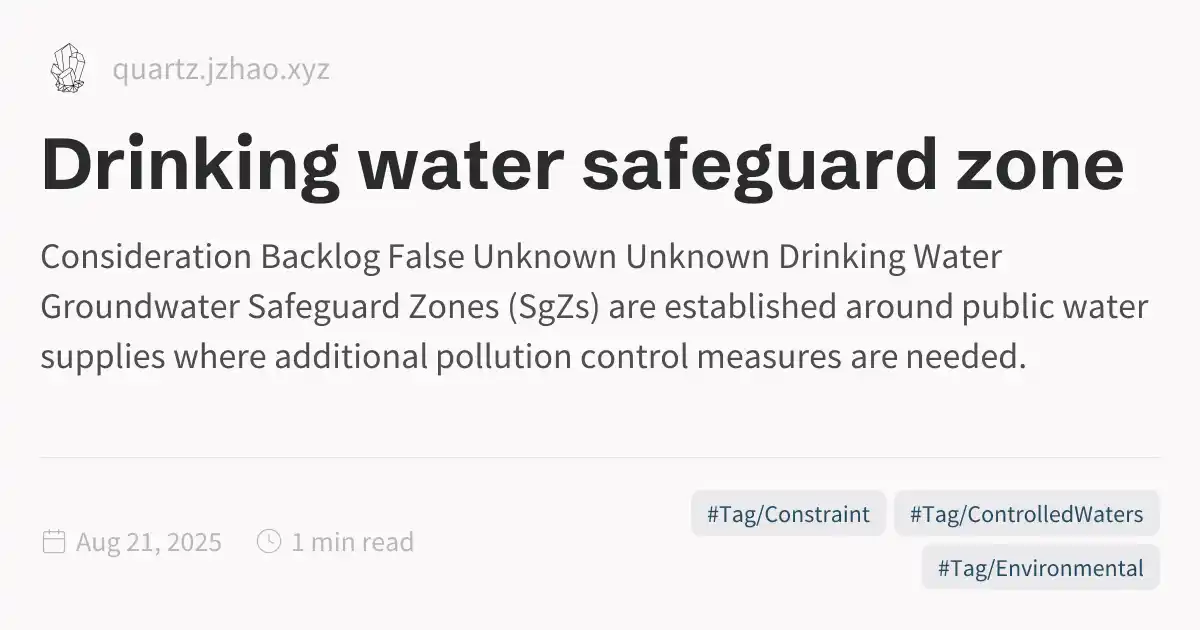 quartz.jzhao.xyz
Drinking water safeguard zone
Consideration Backlog False Unknown Unknown Drinking Water
Groundwater Safeguard Zones (SgZs) are established around public water
supplies where additional pollution control measures are needed.
Aug 21, 2025
1 min read
#Tag/Constraint
#Tag/ControlledWaters
#Tag/Environmental